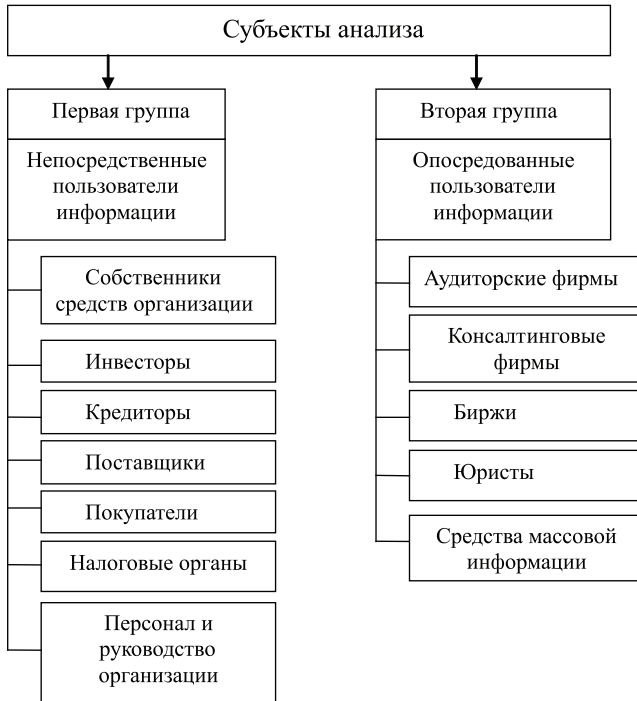 Субъекты анализа
Первая группа
Непосредственные
пользователи
информации
Собственники
средств организации
Инвесторы
Кредиторы
Поставщики
Покупатели
Налоговые органы
Персонал и
руководство
организации
Вторая группа
Опосредованные
пользователи
информации
Аудиторские фирмы
Консалтинговые
фирмы
Биржи
Юристы
Средства массовой
информации